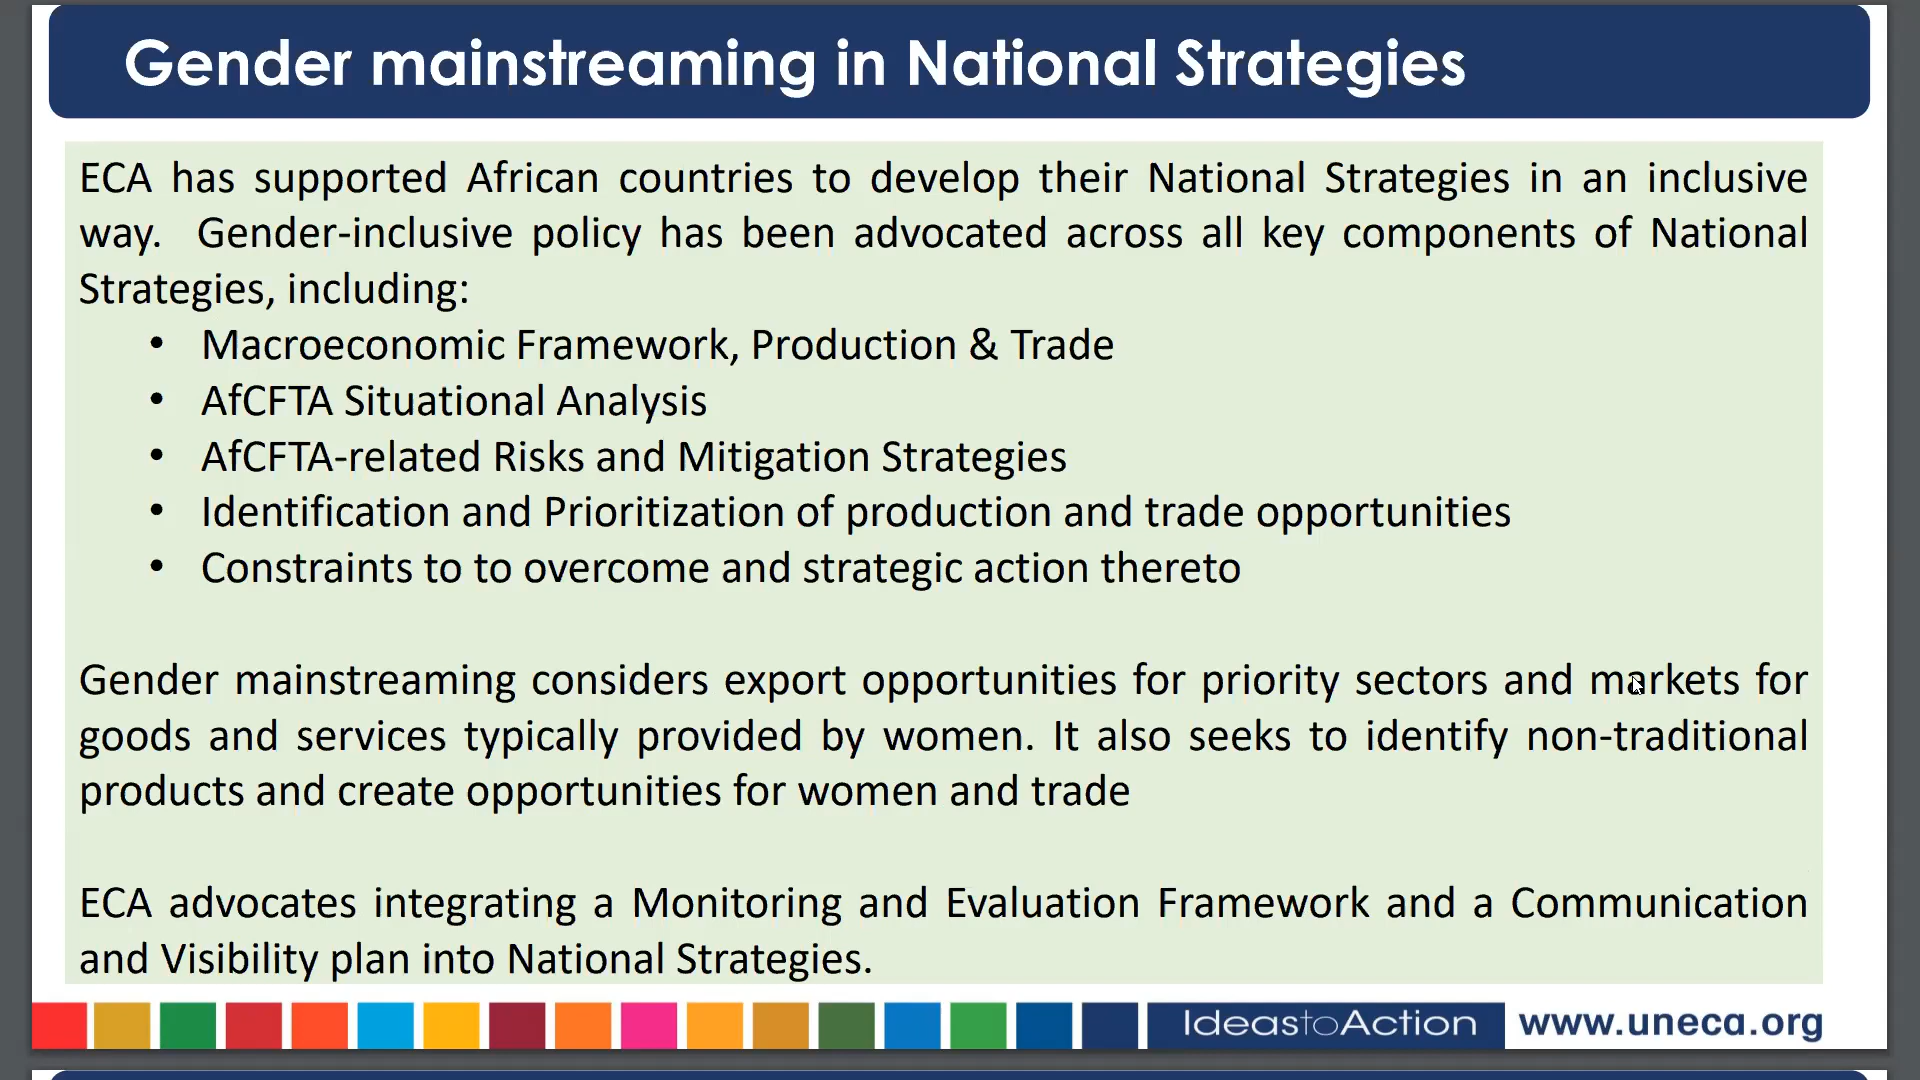 Gender mainstreaming in National Strategies
ECA has supported African countries to develop their National Strategies in an inclusive
way. Gender-inclusive policy has been advocated across all key components of National
Strategies, including:
• Macroeconomic Framework, Production & Trade
• AfCFTA Situational Analysis
• AfCFTA-related Risks and Mitigation Strategies
• Identification and Prioritization of production and trade opportunities
• Constraints to to overcome and strategic action thereto
Gender mainstreaming considers export opportunities for priority sectors and markets for
goods and services typically provided by women. It also seeks to identify non-traditional
products and create opportunities for women and trade
ECA advocates integrating a Monitoring and Evaluation Framework and a Communication
and Visibility plan into National Strategies.
IdeastoAction www.uneca.org